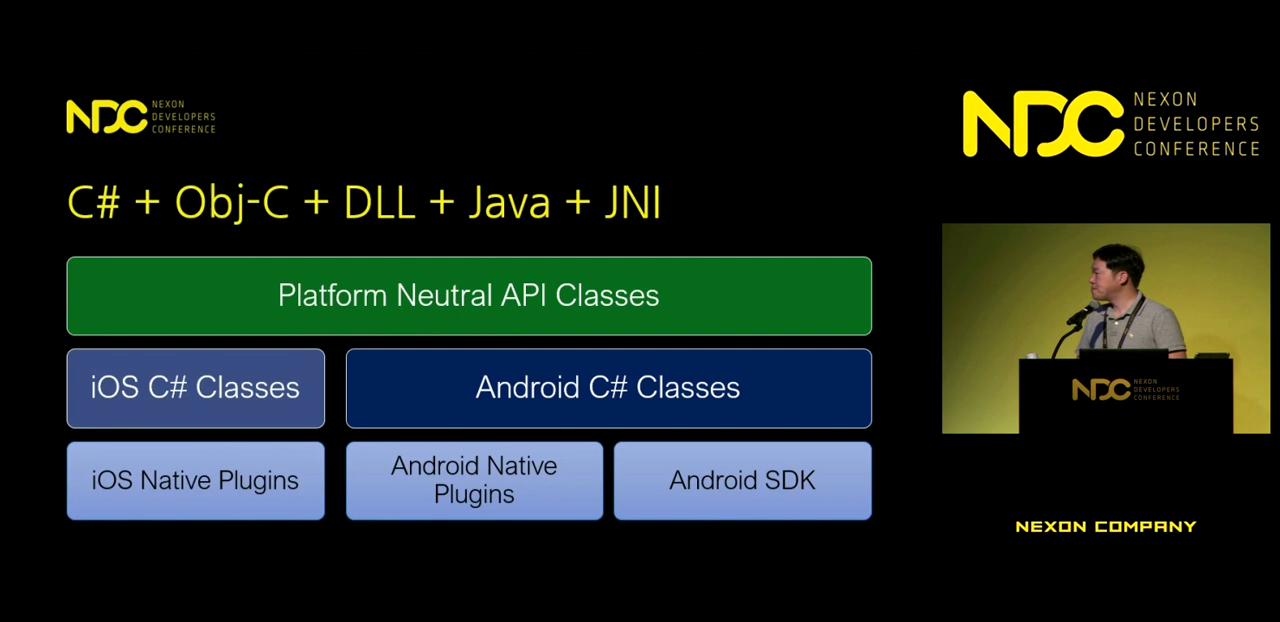 NDC NEXON
DEVELOPERS
CONFERENCE
C# + Obj-C + DLL + Java + JNI
Platform Neutral API Classes
iOS C# Classes
Android C# Classes
iOS Native Plugins
Android Native
Plugins
Android SDK
NDC NEXON
DEVELOPERS
CONFERENCE
NDC NEXON
DEVELOPERS
CONFERENCE
NEXON COMPANY